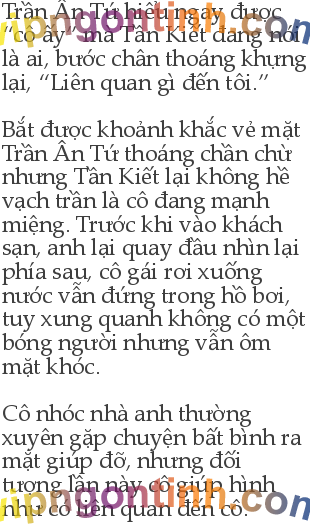 Trần Ân Tứ hiểu ngay được
“cô ấy” mà Tần Kiết đang nói
là ai, bước chân thoáng khựng
lại, “Liên quan gì đến tôi.”

Bắt được khoảnh khắc vẻ mặt
Trần Ân Tứ thoáng chần chừ
nhưng Tần Kiết lại không hề
vạch trần là cô đang mạnh
miệng. Trước khi vào khách
sạn, anh lại quay đầu nhìn lại
phía sau, cô gái rơi xuống
nước vẫn đứng trong hồ bơi,
tuy xung quanh không có một
bóng người nhưng vẫn ôm
mặt khóc.

Cô nhóc nhà anh thường
xuyên gặp chuyện bất bình ra
mặt giúp đỡ, nhưng đối
tượng lần này cô giúp hình
như có liên quan đến cô.
vipngontinh.com
vipngontinh.com